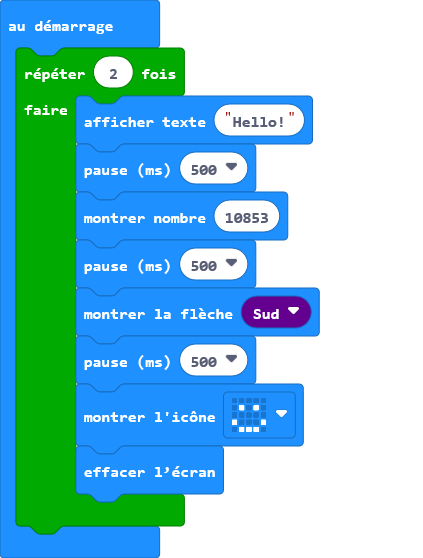 au démarrage
répéter 2 fois
faire
afficher texte "Hello!"
pause (ms) 500
montrer nombre 10853
pause (ms) 500
montrer la flèche Sud
pause (ms) 500
montrer l'icône
effacer l’écran